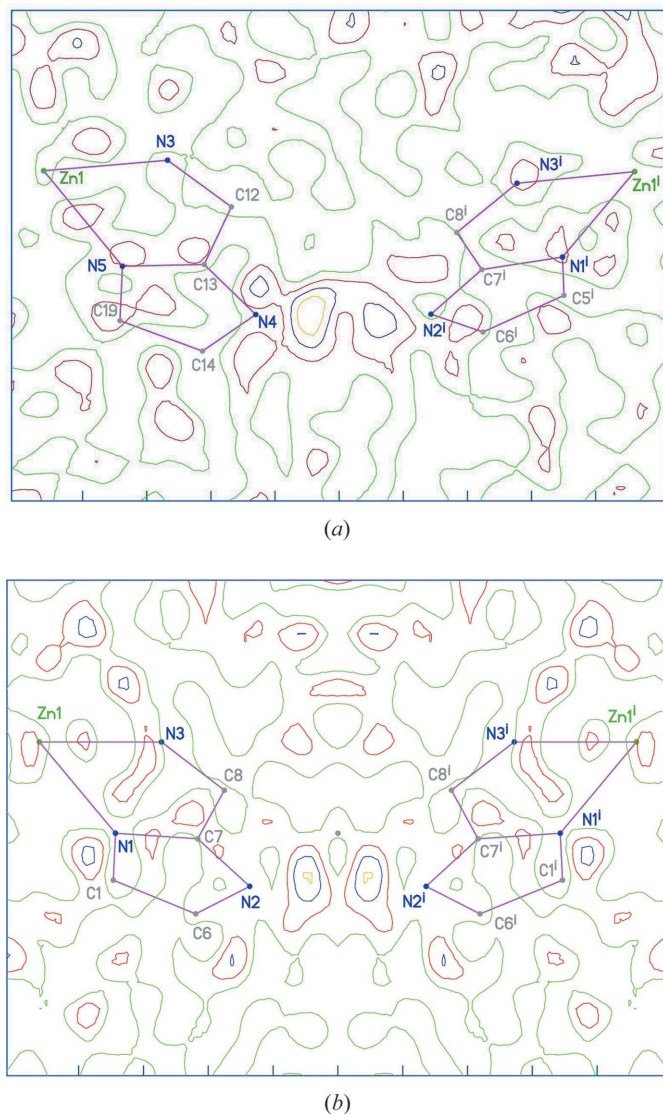 N3
N3ⁱ
Zn1
Zn1ⁱ
C12
C8ⁱ
N5
N1ⁱ
C13
C7ⁱ
C5ⁱ
C19
N4
N2ⁱ
C6ⁱ
C14
(a)
Zn1
N3
N3ⁱ
Zn1ⁱ
C8
C8ⁱ
N1
C7
C7ⁱ
N1ⁱ
C1
C1ⁱ
N2
N2ⁱ
C6
C6ⁱ
(b)